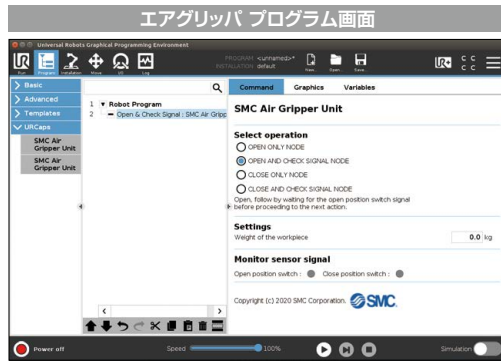 エアグリッパ プログラム画面
Universal Robots Graphical Programming Environment
UR
Run
Program
Installation
Move
I/O
Log
PROGRAM <unnamed>*
INSTALLATION default
New...
Open...
Save...
UR+
C C
C C
Basic
Advanced
Templates
URCaps
SMC Air
Gripper Unit
SMC Air
Gripper Unit
1 Robot Program
2 Open & Check Signal : SMC Air Gripp
Command Graphics Variables
SMC Air Gripper Unit
Select operation
OPEN ONLY NODE
OPEN AND CHECK SIGNAL NODE
CLOSE ONLY NODE
CLOSE AND CHECK SIGNAL NODE
Open, follow by waiting for the open position switch signal
before proceeding to the next action.
Settings
Weight of the workpiece 0.0 kg
Monitor sensor signal
Open position switch : Close position switch :
Copyright (c) 2020 SMC Corporation. SMC.
Power off
Speed 100%
Simulation